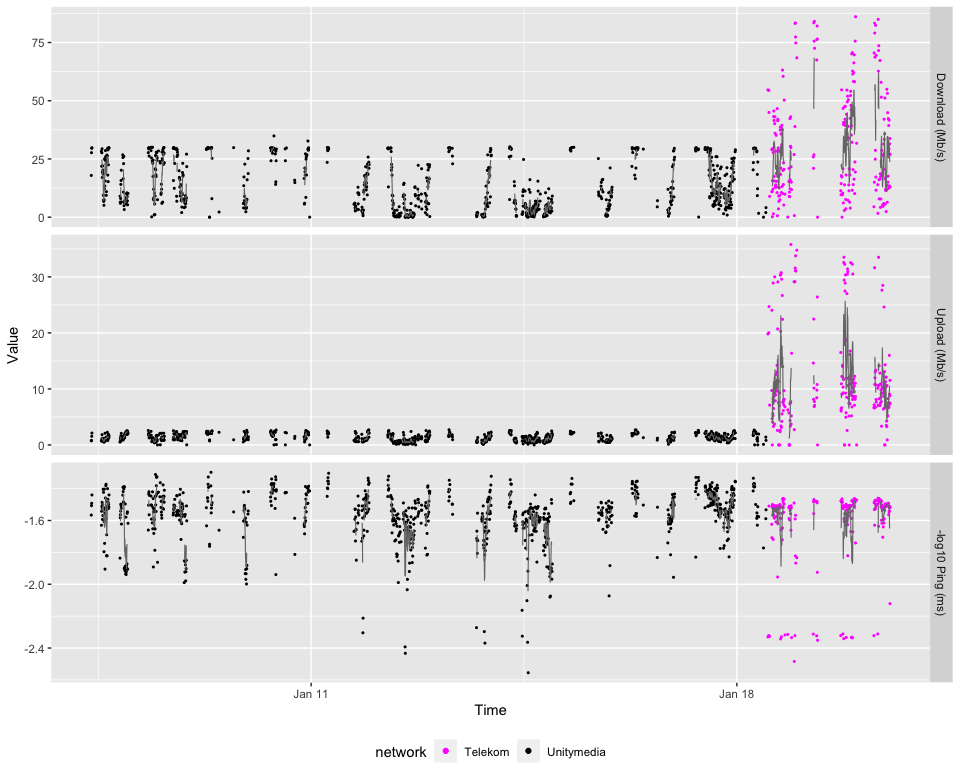 75
50
25
0
Download (Mb/s)
30
20
10
0
Upload (Mb/s)
Value
-1.6
-2.0
-2.4
-log10 Ping (ms)
Jan 11
Jan 18
Time
network Telekom Unitymedia